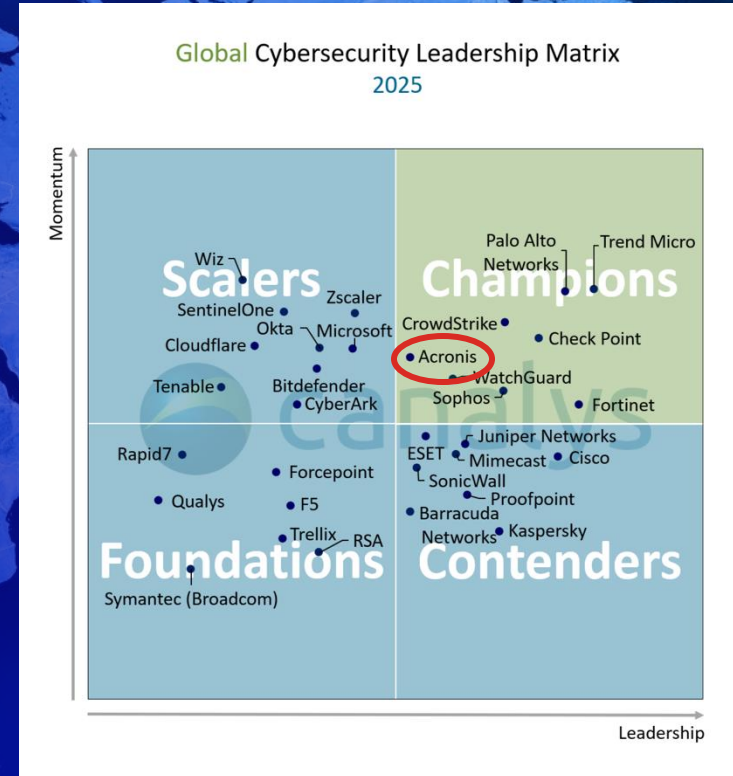 Global Cybersecurity Leadership Matrix
2025
Momentum
Scalers
Champions
Wiz
SentinelOne
Zscaler
Okta
Microsoft
Cloudflare
Bitdefender
Tenable
CyberArk
Palo Alto
Networks
Trend Micro
CrowdStrike
Check Point
Acronis
WatchGuard
Sophos
Fortinet
canalys
Rapid7
Forcepoint
Qualys
F5
Trellix
RSA
Foundations
Symantec (Broadcom)
Juniper Networks
ESET
Mimecast
Cisco
SonicWall
Proofpoint
Barracuda
Networks
Kaspersky
Contenders
Leadership